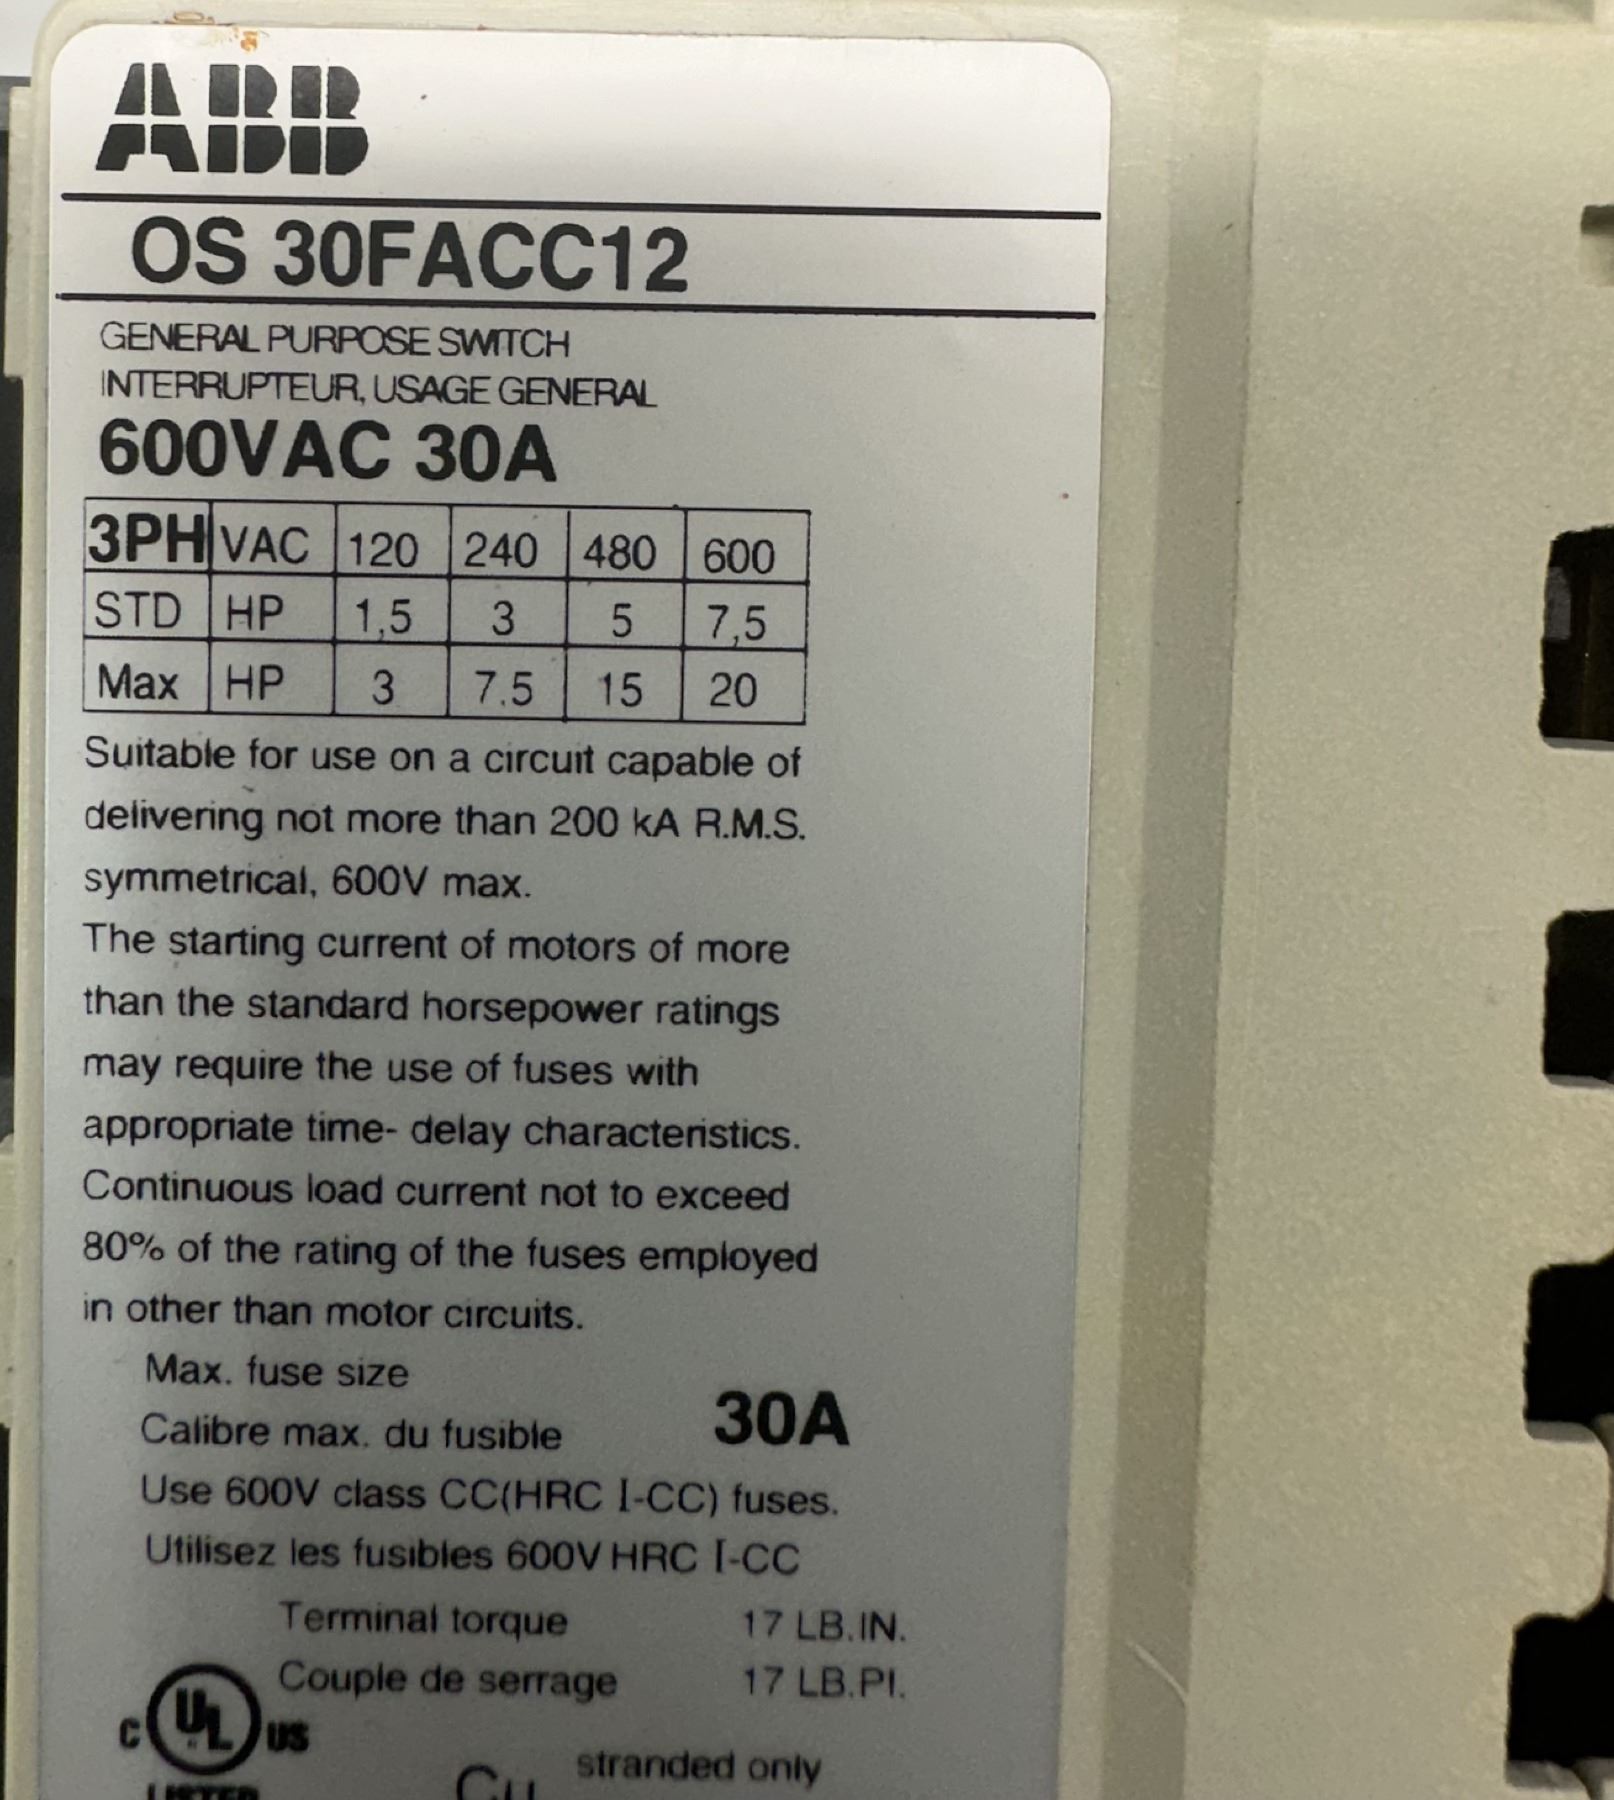 ABB
OS 30FACC12
GENERAL PURPOSE SWITCH
INTERRUPTEUR, USAGE GENERAL
600VAC 30A
3PH VAC 120 240 480 600
STD HP 1,5 3 5 7,5
Max HP 3 7.5 15 20
Suitable for use on a circuit capable of
delivering not more than 200 kA R.M.S.
symmetrical, 600V max.
The starting current of motors of more
than the standard horsepower ratings
may require the use of fuses with
appropriate time- delay characteristics.
Continuous load current not to exceed
80% of the rating of the fuses employed
in other than motor circuits.
Max. fuse size
Calibre max. du fusible 30A
Use 600V class CC(HRC I-CC) fuses.
Utilisez les fusibles 600V HRC I-CC
Terminal torque 17 LB.IN.
Couple de serrage 17 LB.PI.
C UL US
LISTED
Cu stranded only